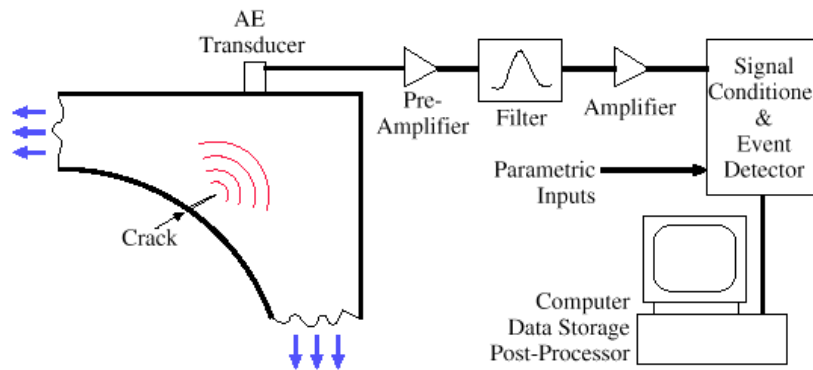 AE
Transducer
Pre-
Amplifier
Filter
Amplifier
Signal
Conditione
&
Event
Detector
Parametric
Inputs
Crack
Computer
Data Storage
Post-Processor